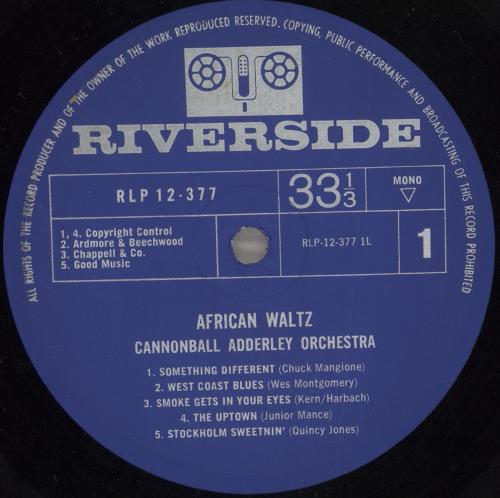 ALL RIGHTS OF THE RECORD PRODUCER AND OF THE OWNER OF THE WORK REPRODUCED RESERVED. COPYING, PUBLIC PERFORMANCE AND BROADCASTING OF THIS RECORD PROHIBITED
RIVERSIDE
RLP 12-377
33 1/3
MONO
1, 4. Copyright Control
2. Ardmore & Beechwood
3. Chappell & Co.
5. Good Music
RLP-12-377 1L
1
AFRICAN WALTZ
CANNONBALL ADDERLEY ORCHESTRA
1. SOMETHING DIFFERENT (Chuck Mangione)
2. WEST COAST BLUES (Wes Montgomery)
3. SMOKE GETS IN YOUR EYES (Kern/Harbach)
4. THE UPTOWN (Junior Mance)
5. STOCKHOLM SWEETNIN' (Quincy Jones)